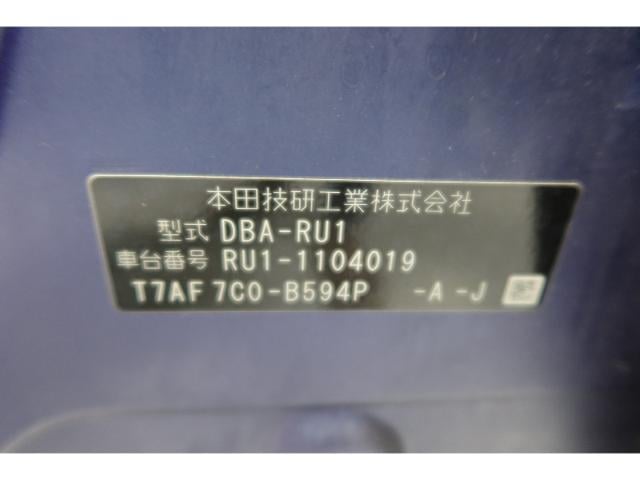 本田技研工業株式会社
型式 DBA-RU1
車台番号 RU1-1104019
T7AF 7C0-B594P -A -J